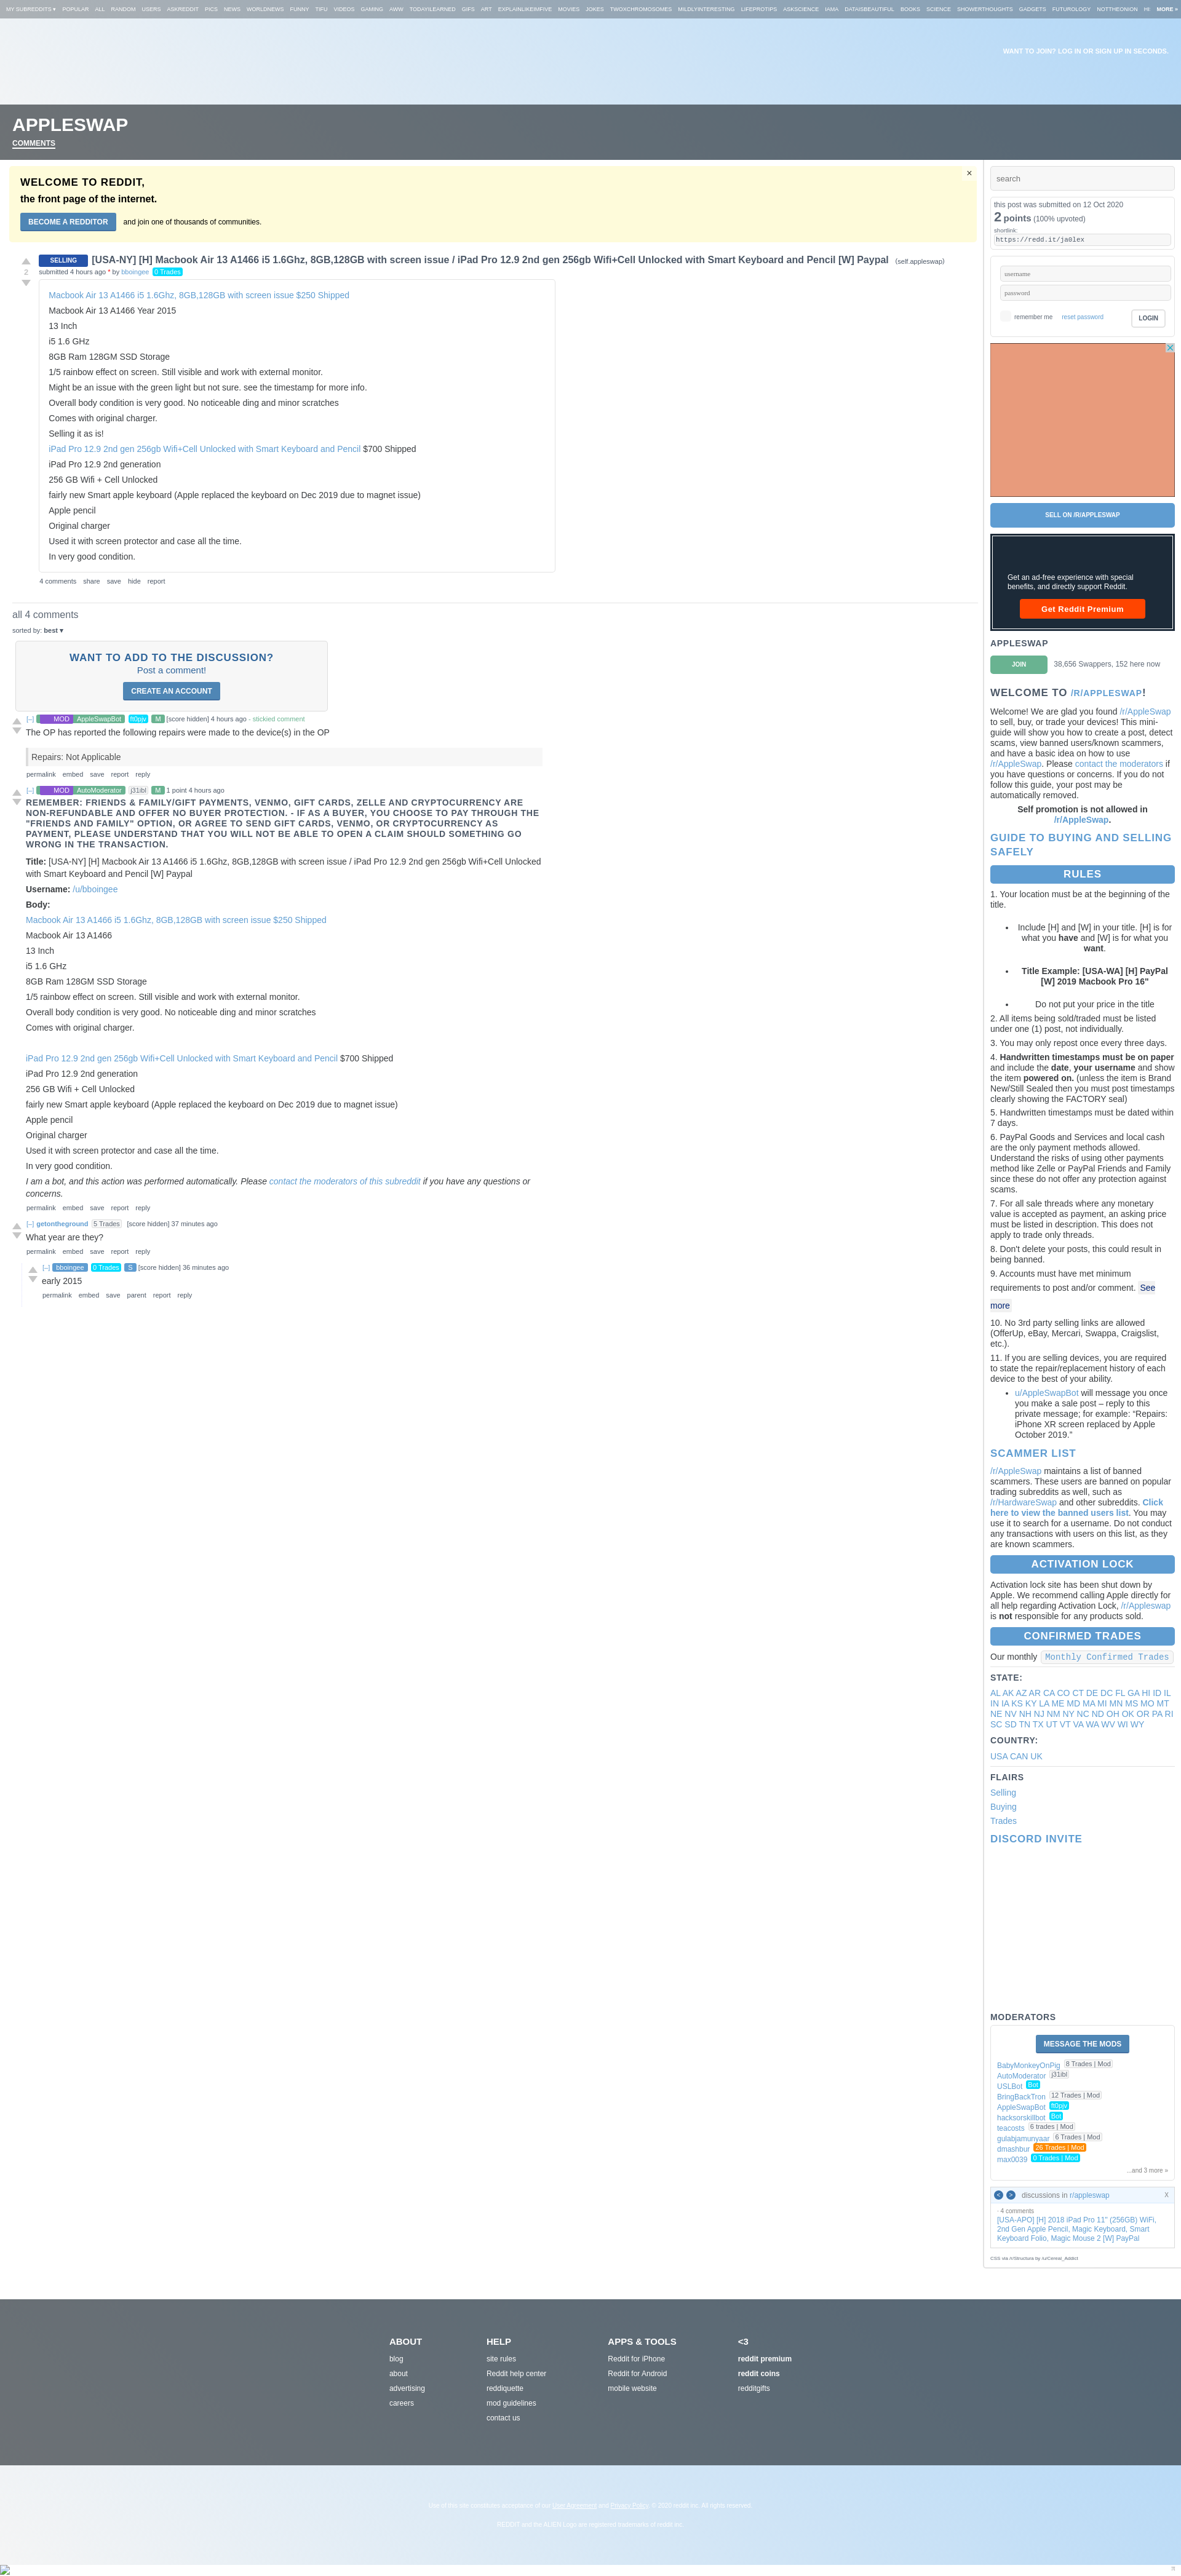 MY SUBREDDITS ▾ POPULAR ALL RANDOM USERS ASKREDDIT PICS NEWS WORLDNEWS FUNNY TIFU VIDEOS GAMING AWW TODAYILEARNED GIFS ART EXPLAINLIKEIMFIVE MOVIES JOKES TWOXCHROMOSOMES MILDLYINTERESTING LIFEPROTIPS ASKSCIENCE IAMA DATAISBEAUTIFUL BOOKS SCIENCE SHOWERTHOUGHTS GADGETS FUTUROLOGY NOTTHEONION HI MORE »
WANT TO JOIN? LOG IN OR SIGN UP IN SECONDS.
APPLESWAP
COMMENTS
WELCOME TO REDDIT,
the front page of the internet.
BECOME A REDDITOR and join one of thousands of communities.
×
2
SELLING [USA-NY] [H] Macbook Air 13 A1466 i5 1.6Ghz, 8GB,128GB with screen issue / iPad Pro 12.9 2nd gen 256gb Wifi+Cell Unlocked with Smart Keyboard and Pencil [W] Paypal (self.appleswap)
submitted 4 hours ago * by bboingee 0 Trades
Macbook Air 13 A1466 i5 1.6Ghz, 8GB,128GB with screen issue $250 Shipped
Macbook Air 13 A1466 Year 2015
13 Inch
i5 1.6 GHz
8GB Ram 128GM SSD Storage
1/5 rainbow effect on screen. Still visible and work with external monitor.
Might be an issue with the green light but not sure. see the timestamp for more info.
Overall body condition is very good. No noticeable ding and minor scratches
Comes with original charger.
Selling it as is!
iPad Pro 12.9 2nd gen 256gb Wifi+Cell Unlocked with Smart Keyboard and Pencil $700 Shipped
iPad Pro 12.9 2nd generation
256 GB Wifi + Cell Unlocked
fairly new Smart apple keyboard (Apple replaced the keyboard on Dec 2019 due to magnet issue)
Apple pencil
Original charger
Used it with screen protector and case all the time.
In very good condition.
4 comments share save hide report
all 4 comments
sorted by: best ▾
WANT TO ADD TO THE DISCUSSION?
Post a comment!
CREATE AN ACCOUNT
[–] MOD AppleSwapBot ft0pjv M [score hidden] 4 hours ago - stickied comment
The OP has reported the following repairs were made to the device(s) in the OP
Repairs: Not Applicable
permalink embed save report reply
[–] MOD AutoModerator j31ibl M 1 point 4 hours ago
REMEMBER: FRIENDS & FAMILY/GIFT PAYMENTS, VENMO, GIFT CARDS, ZELLE AND CRYPTOCURRENCY ARE
NON-REFUNDABLE AND OFFER NO BUYER PROTECTION. - IF AS A BUYER, YOU CHOOSE TO PAY THROUGH THE
"FRIENDS AND FAMILY" OPTION, OR AGREE TO SEND GIFT CARDS, VENMO, OR CRYPTOCURRENCY AS
PAYMENT, PLEASE UNDERSTAND THAT YOU WILL NOT BE ABLE TO OPEN A CLAIM SHOULD SOMETHING GO
WRONG IN THE TRANSACTION.
Title: [USA-NY] [H] Macbook Air 13 A1466 i5 1.6Ghz, 8GB,128GB with screen issue / iPad Pro 12.9 2nd gen 256gb Wifi+Cell Unlocked
with Smart Keyboard and Pencil [W] Paypal
Username: /u/bboingee
Body:
Macbook Air 13 A1466 i5 1.6Ghz, 8GB,128GB with screen issue $250 Shipped
Macbook Air 13 A1466
13 Inch
i5 1.6 GHz
8GB Ram 128GM SSD Storage
1/5 rainbow effect on screen. Still visible and work with external monitor.
Overall body condition is very good. No noticeable ding and minor scratches
Comes with original charger.
iPad Pro 12.9 2nd gen 256gb Wifi+Cell Unlocked with Smart Keyboard and Pencil $700 Shipped
iPad Pro 12.9 2nd generation
256 GB Wifi + Cell Unlocked
fairly new Smart apple keyboard (Apple replaced the keyboard on Dec 2019 due to magnet issue)
Apple pencil
Original charger
Used it with screen protector and case all the time.
In very good condition.
I am a bot, and this action was performed automatically. Please contact the moderators of this subreddit if you have any questions or
concerns.
permalink embed save report reply
[–] getontheground 5 Trades [score hidden] 37 minutes ago
What year are they?
permalink embed save report reply
[–] bboingee 0 Trades S [score hidden] 36 minutes ago
early 2015
permalink embed save parent report reply
search
this post was submitted on 12 Oct 2020
2 points (100% upvoted)
shortlink:
https://redd.it/ja0lex
username
password
remember me reset password LOGIN
SELL ON /R/APPLESWAP
Get an ad-free experience with special
benefits, and directly support Reddit.
Get Reddit Premium
APPLESWAP
JOIN 38,656 Swappers, 152 here now
WELCOME TO /R/APPLESWAP!
Welcome! We are glad you found /r/AppleSwap
to sell, buy, or trade your devices! This mini-
guide will show you how to create a post, detect
scams, view banned users/known scammers,
and have a basic idea on how to use
/r/AppleSwap. Please contact the moderators if
you have questions or concerns. If you do not
follow this guide, your post may be
automatically removed.
Self promotion is not allowed in
/r/AppleSwap.
GUIDE TO BUYING AND SELLING
SAFELY
RULES
1. Your location must be at the beginning of the
title.
• Include [H] and [W] in your title. [H] is for
what you have and [W] is for what you
want.
• Title Example: [USA-WA] [H] PayPal
[W] 2019 Macbook Pro 16"
• Do not put your price in the title
2. All items being sold/traded must be listed
under one (1) post, not individually.
3. You may only repost once every three days.
4. Handwritten timestamps must be on paper
and include the date, your username and show
the item powered on. (unless the item is Brand
New/Still Sealed then you must post timestamps
clearly showing the FACTORY seal)
5. Handwritten timestamps must be dated within
7 days.
6. PayPal Goods and Services and local cash
are the only payment methods allowed.
Understand the risks of using other payments
method like Zelle or PayPal Friends and Family
since these do not offer any protection against
scams.
7. For all sale threads where any monetary
value is accepted as payment, an asking price
must be listed in description. This does not
apply to trade only threads.
8. Don't delete your posts, this could result in
being banned.
9. Accounts must have met minimum
requirements to post and/or comment. See
more
10. No 3rd party selling links are allowed
(OfferUp, eBay, Mercari, Swappa, Craigslist,
etc.).
11. If you are selling devices, you are required
to state the repair/replacement history of each
device to the best of your ability.
• u/AppleSwapBot will message you once
you make a sale post – reply to this
private message; for example: “Repairs:
iPhone XR screen replaced by Apple
October 2019.”
SCAMMER LIST
/r/AppleSwap maintains a list of banned
scammers. These users are banned on popular
trading subreddits as well, such as
/r/HardwareSwap and other subreddits. Click
here to view the banned users list. You may
use it to search for a username. Do not conduct
any transactions with users on this list, as they
are known scammers.
ACTIVATION LOCK
Activation lock site has been shut down by
Apple. We recommend calling Apple directly for
all help regarding Activation Lock, /r/Appleswap
is not responsible for any products sold.
CONFIRMED TRADES
Our monthly Monthly Confirmed Trades
STATE:
AL AK AZ AR CA CO CT DE DC FL GA HI ID IL
IN IA KS KY LA ME MD MA MI MN MS MO MT
NE NV NH NJ NM NY NC ND OH OK OR PA RI
SC SD TN TX UT VT VA WA WV WI WY
COUNTRY:
USA CAN UK
FLAIRS
Selling
Buying
Trades
DISCORD INVITE
MODERATORS
MESSAGE THE MODS
BabyMonkeyOnPig 8 Trades | Mod
AutoModerator j31ibl
USLBot Bot
BringBackTron 12 Trades | Mod
AppleSwapBot ft0pjv
hacksorskillbot Bot
teacosts 6 trades | Mod
gulabjamunyaar 6 Trades | Mod
dmashbur 26 Trades | Mod
max0039 0 Trades | Mod
...and 3 more »
< > discussions in r/appleswap X
· 4 comments
[USA-APO] [H] 2018 iPad Pro 11" (256GB) WiFi,
2nd Gen Apple Pencil, Magic Keyboard, Smart
Keyboard Folio, Magic Mouse 2 [W] PayPal
CSS via /r/Structura by /u/Cereal_Addict
ABOUT
blog
about
advertising
careers
HELP
site rules
Reddit help center
reddiquette
mod guidelines
contact us
APPS & TOOLS
Reddit for iPhone
Reddit for Android
mobile website
<3
reddit premium
reddit coins
redditgifts
Use of this site constitutes acceptance of our User Agreement and Privacy Policy. © 2020 reddit inc. All rights reserved.
REDDIT and the ALIEN Logo are registered trademarks of reddit inc.
π